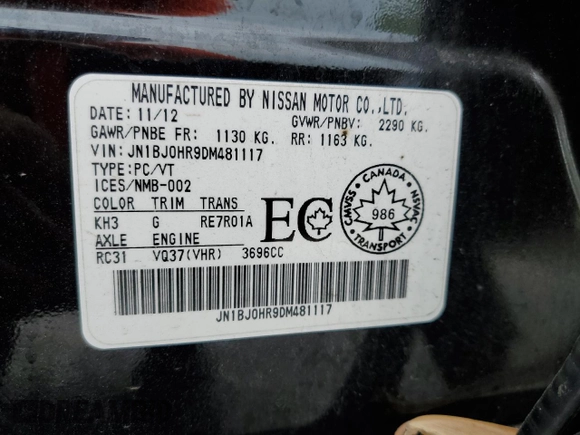 MANUFACTURED BY NISSAN MOTOR CO.,LTD.
DATE: 11/12 GVWR/PNBV: 2290 KG.
GAWR/PNBE FR: 1130 KG. RR: 1163 KG.
VIN: JN1BJ0HR9DM481117
TYPE: PC/VT
ICES/NMB-002
COLOR TRIM TRANS
KH3 G RE7R01A
AXLE ENGINE
RC31 VQ37(VHR) 3696CC
EC
CANADA
CMVSS 986 NSVAC
TRANSPORT
JN1BJ0HR9DM481117